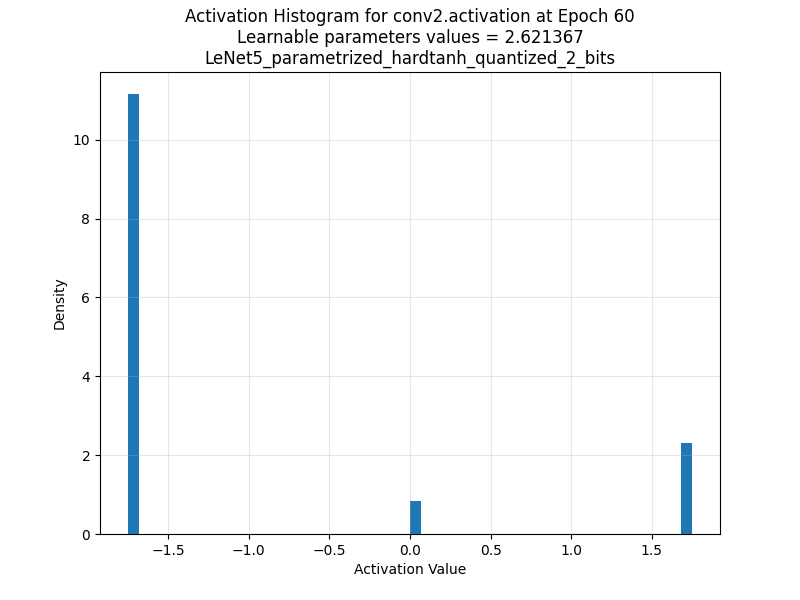 Activation Histogram for conv2.activation at Epoch 60
Learnable parameters values = 2.621367
LeNet5_parametrized_hardtanh_quantized_2_bits
10
8
6
4
2
0
Density
−1.5 −1.0 −0.5 0.0 0.5 1.0 1.5
Activation Value